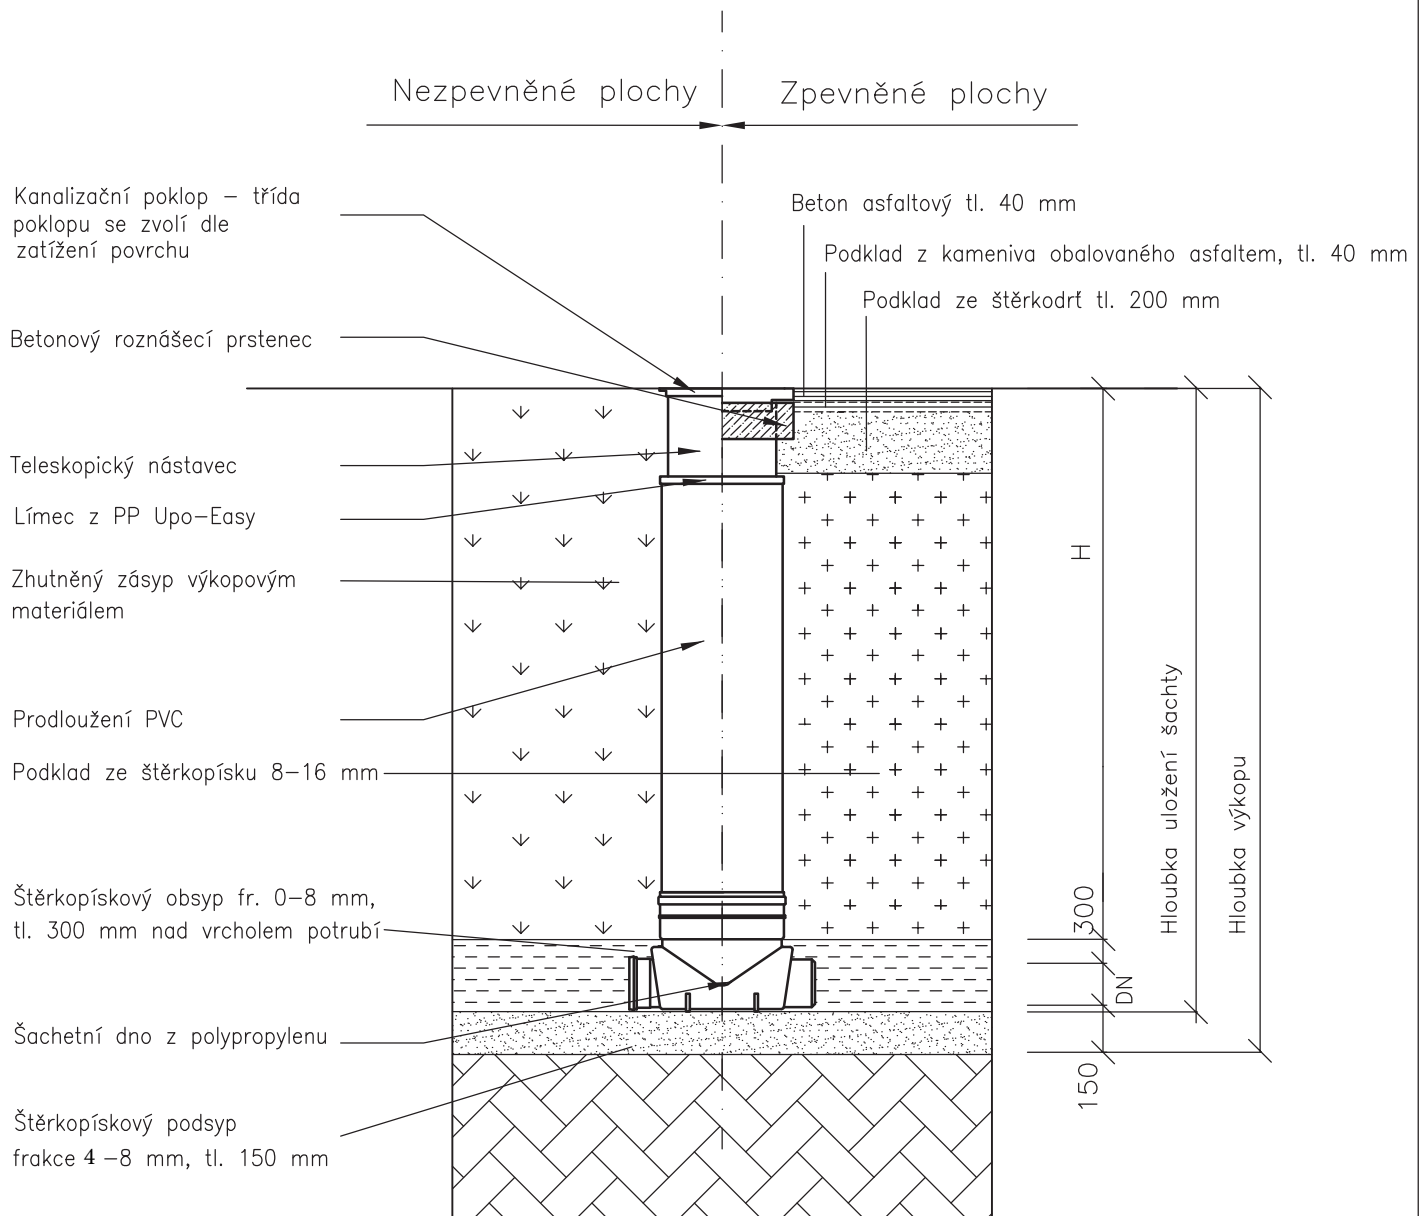 Nezpevněné plochy
Zpevněné plochy
Kanalizační poklop – třída
poklopu se zvolí dle
zatížení povrchu
Beton asfaltový tl. 40 mm
Podklad z kameniva obalovaného asfaltem, tl. 40 mm
Podklad ze štěrkodrť tl. 200 mm
Betonový roznášecí prstenec
Teleskopický nástavec
Límec z PP Upo–Easy
Zhutněný zásyp výkopovým
materiálem
Prodloužení PVC
Podklad ze štěrkopísku 8–16 mm
Štěrkopískový obsyp fr. 0–8 mm,
tl. 300 mm nad vrcholem potrubí
Šachetní dno z polypropylenu
Štěrkopískový podsyp
frakce 4 –8 mm, tl. 150 mm
H
300
DN
150
Hloubka uložení šachty
Hloubka výkopu